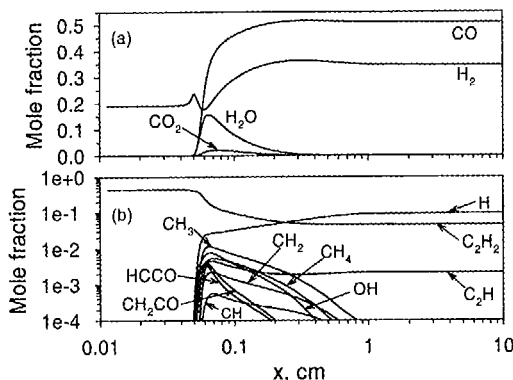 0.5
(a)
CO
0.4
H₂
0.3
0.2
CO₂
H₂O
0.1
0.0
Mole fraction
1e+0
(b)
H
1e-1
CH₃
CH₂
CH₄
C₂H₂
1e-2
HCCO
OH
C₂H
1e-3
CH₂CO
CH
1e-4
Mole fraction
0.01
0.1
1
10
x, cm